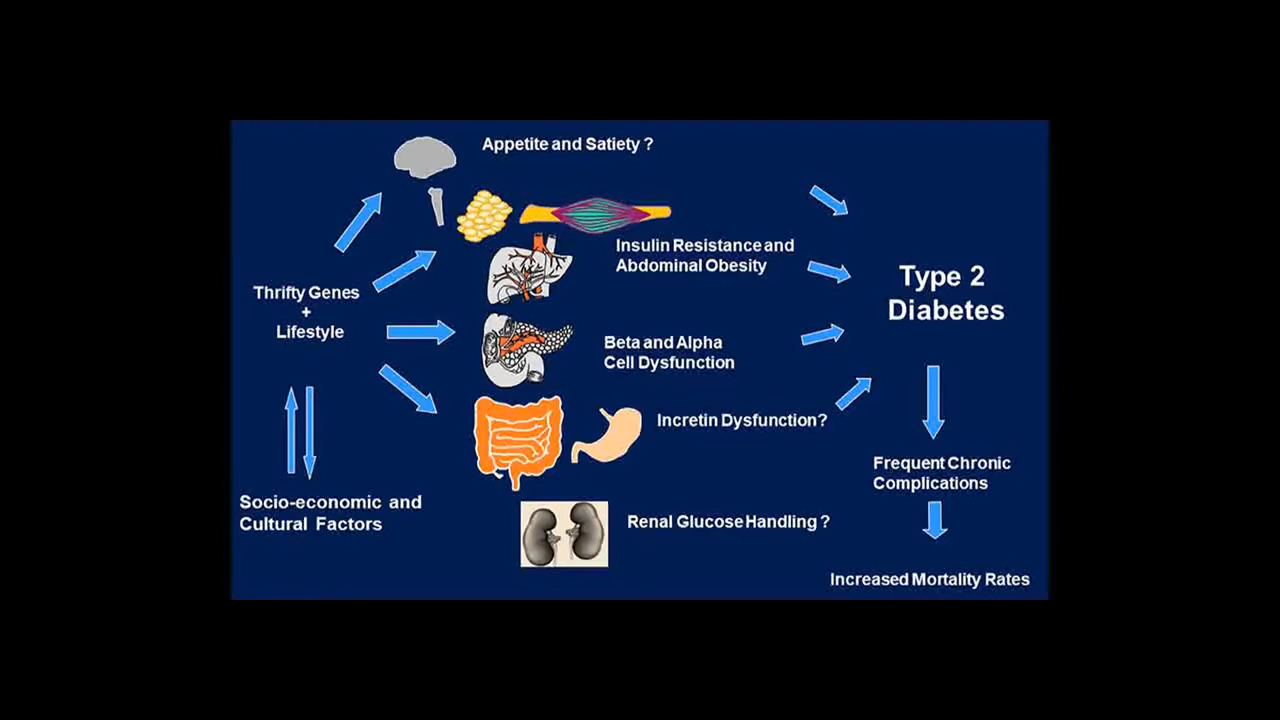 Appetite and Satiety ?
Insulin Resistance and
Abdominal Obesity
Thrifty Genes
+
Lifestyle
Type 2
Diabetes
Beta and Alpha
Cell Dysfunction
Incretin Dysfunction?
Socio-economic and
Cultural Factors
Frequent Chronic
Complications
Renal Glucose Handling ?
Increased Mortality Rates